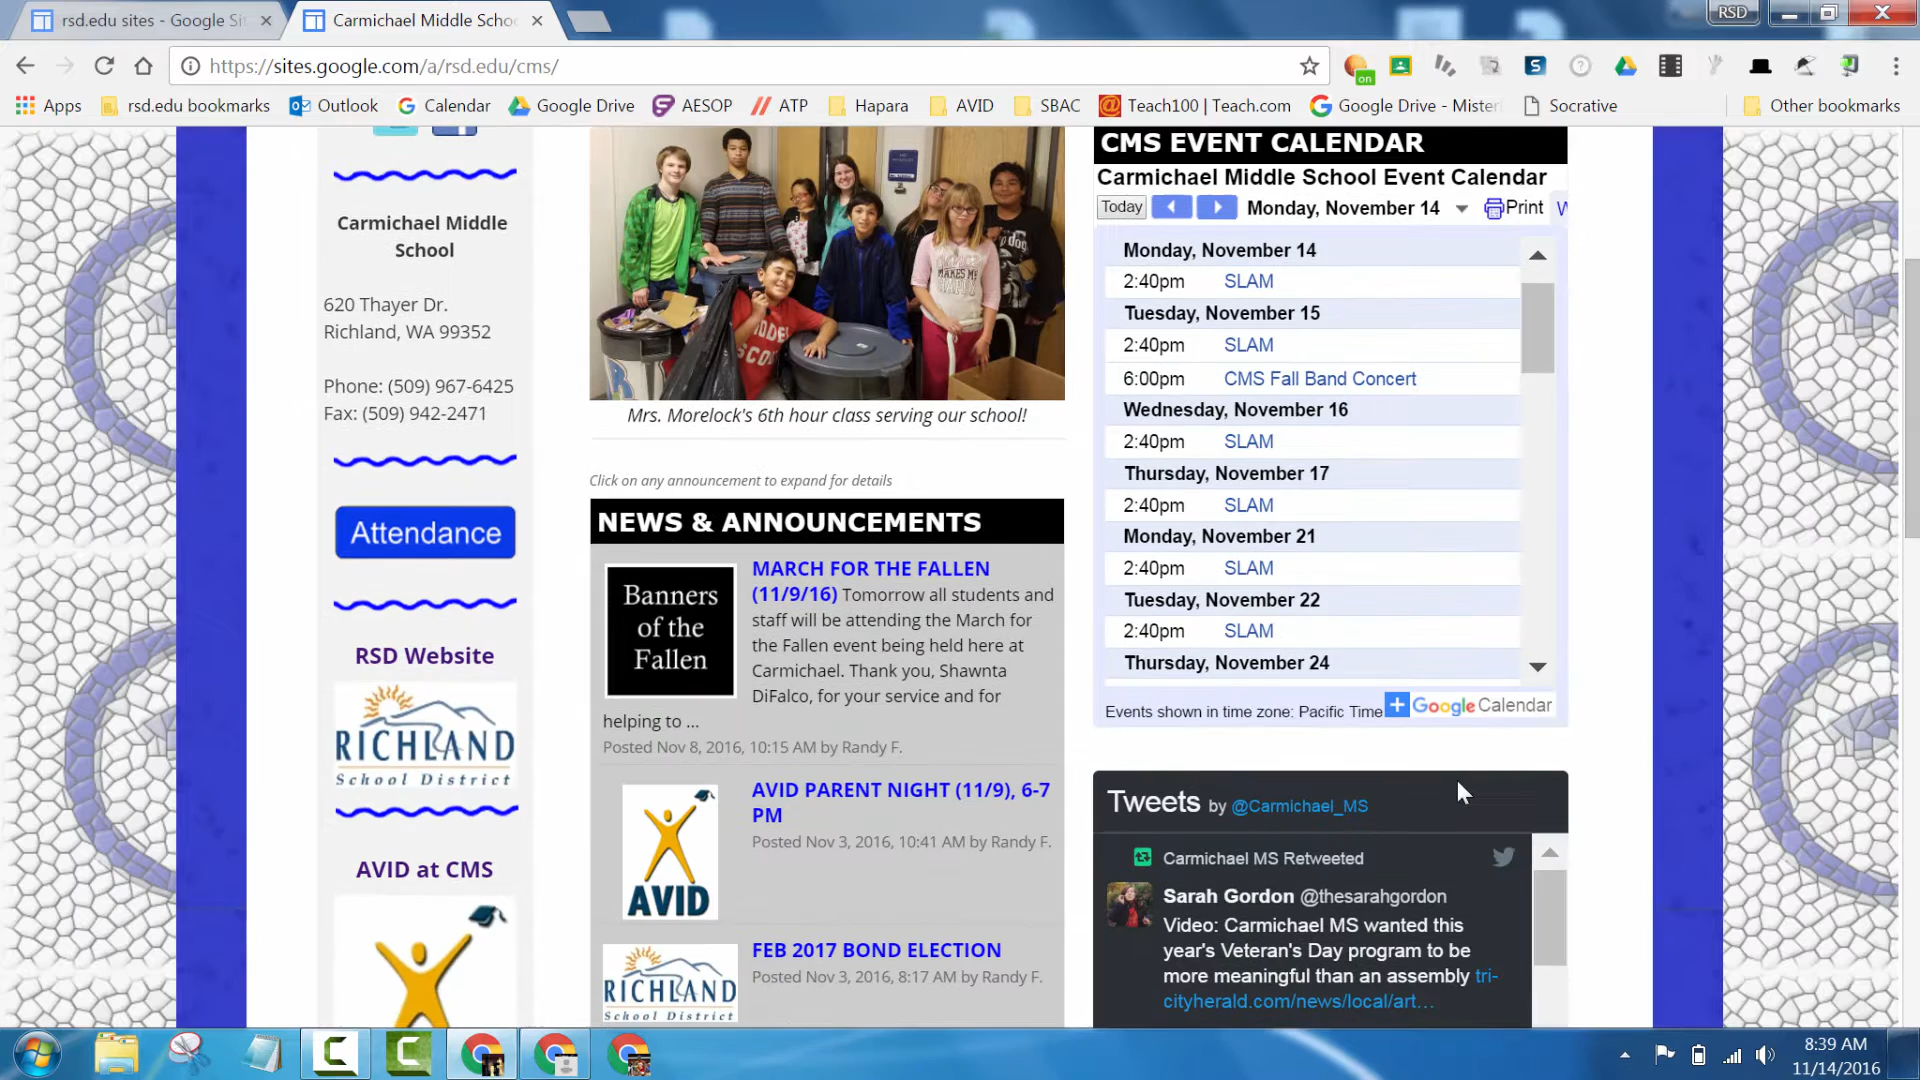 rsd.edu sites - Google Sit
Carmichael Middle Schoo
RSD
https://sites.google.com/a/rsd.edu/cms/
on
Apps
rsd.edu bookmarks
Outlook
Calendar
Google Drive
AESOP
ATP
Hapara
AVID
SBAC
Teach100 | Teach.com
Google Drive - Mister
Socrative
Other bookmarks
Carmichael Middle
School
620 Thayer Dr.
Richland, WA 99352
Phone: (509) 967-6425
Fax: (509) 942-2471
Attendance
RSD Website
RICHLAND
School District
AVID at CMS
Mrs. Morelock's 6th hour class serving our school!
Click on any announcement to expand for details
NEWS & ANNOUNCEMENTS
Banners
of the
Fallen
MARCH FOR THE FALLEN
(11/9/16) Tomorrow all students and
staff will be attending the March for
the Fallen event being held here at
Carmichael. Thank you, Shawnta
DiFalco, for your service and for
helping to ...
Posted Nov 8, 2016, 10:15 AM by Randy F.
AVID
AVID PARENT NIGHT (11/9), 6-7
PM
Posted Nov 3, 2016, 10:41 AM by Randy F.
RICHLAND
School District
FEB 2017 BOND ELECTION
Posted Nov 3, 2016, 8:17 AM by Randy F.
CMS EVENT CALENDAR
Carmichael Middle School Event Calendar
Today
Monday, November 14
Print
Monday, November 14
2:40pm SLAM
Tuesday, November 15
2:40pm SLAM
6:00pm CMS Fall Band Concert
Wednesday, November 16
2:40pm SLAM
Thursday, November 17
2:40pm SLAM
Monday, November 21
2:40pm SLAM
Tuesday, November 22
2:40pm SLAM
Thursday, November 24
Events shown in time zone: Pacific Time
Google Calendar
Tweets by @Carmichael_MS
Carmichael MS Retweeted
Sarah Gordon @thesarahgordon
Video: Carmichael MS wanted this
year's Veteran's Day program to be
more meaningful than an assembly tri-
cityherald.com/news/local/art…
8:39 AM
11/14/2016